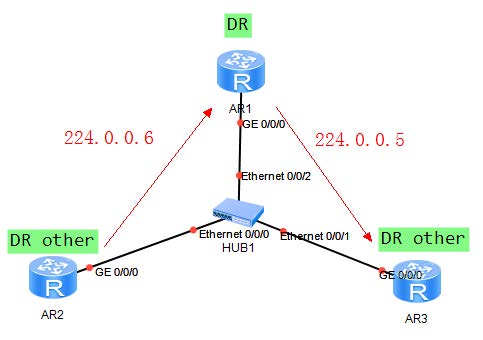 DR
R
AR1
GE 0/0/0
224.0.0.6
224.0.0.5
Ethernet 0/0/2
DR other
Ethernet 0/0/0
Ethernet 0/0/1
DR other
HUB1
GE 0/0/0
GE 0/0/0
R
R
AR2
AR3